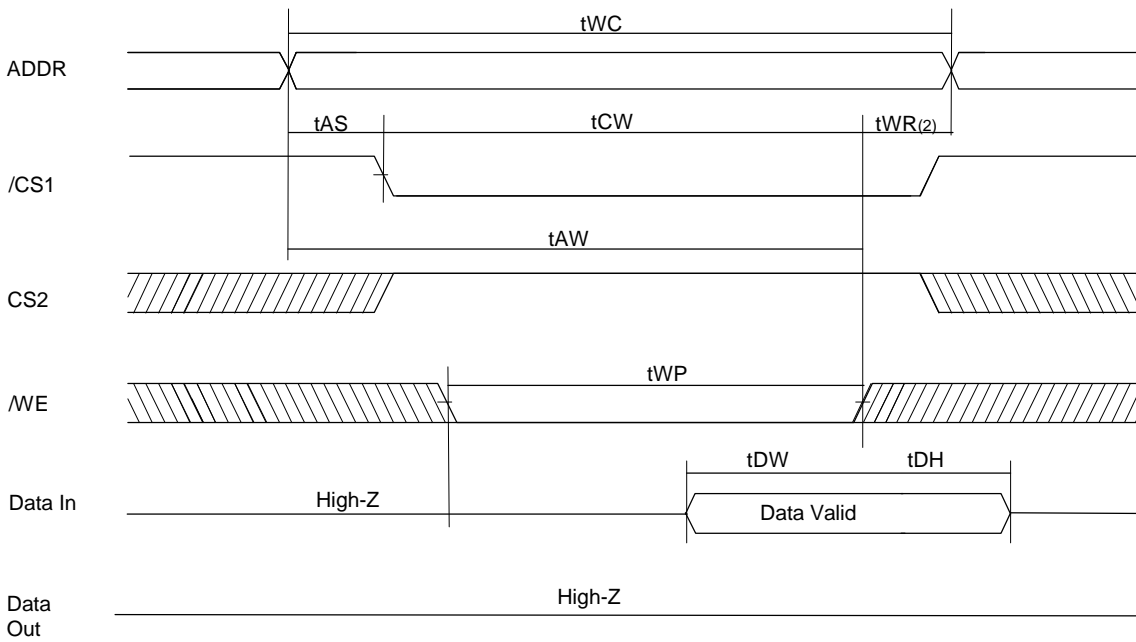 tWC
ADDR
tAS tCW tWR(2)
/CS1
tAW
CS2
tWP
/WE
tDW tDH
Data In High-Z Data Valid
Data Out High-Z